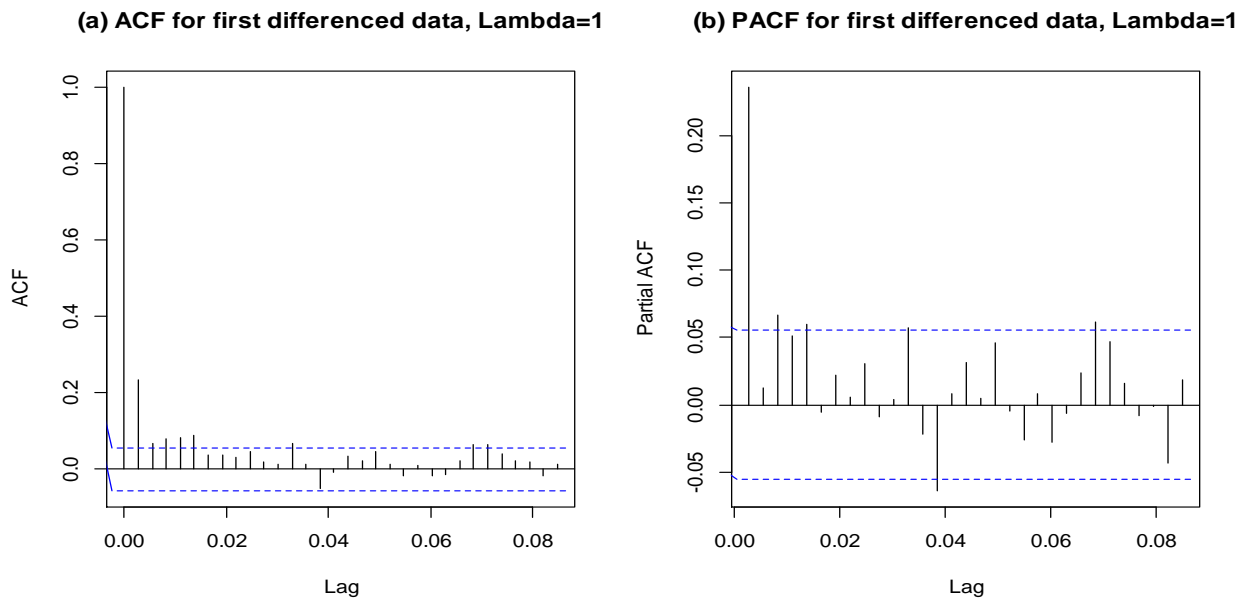 (a) ACF for first differenced data, Lambda=1
ACF
1.0
0.8
0.6
0.4
0.2
0.0
0.00 0.02 0.04 0.06 0.08
Lag
(b) PACF for first differenced data, Lambda=1
Partial ACF
0.20
0.15
0.10
0.05
0.00
-0.05
0.00 0.02 0.04 0.06 0.08
Lag